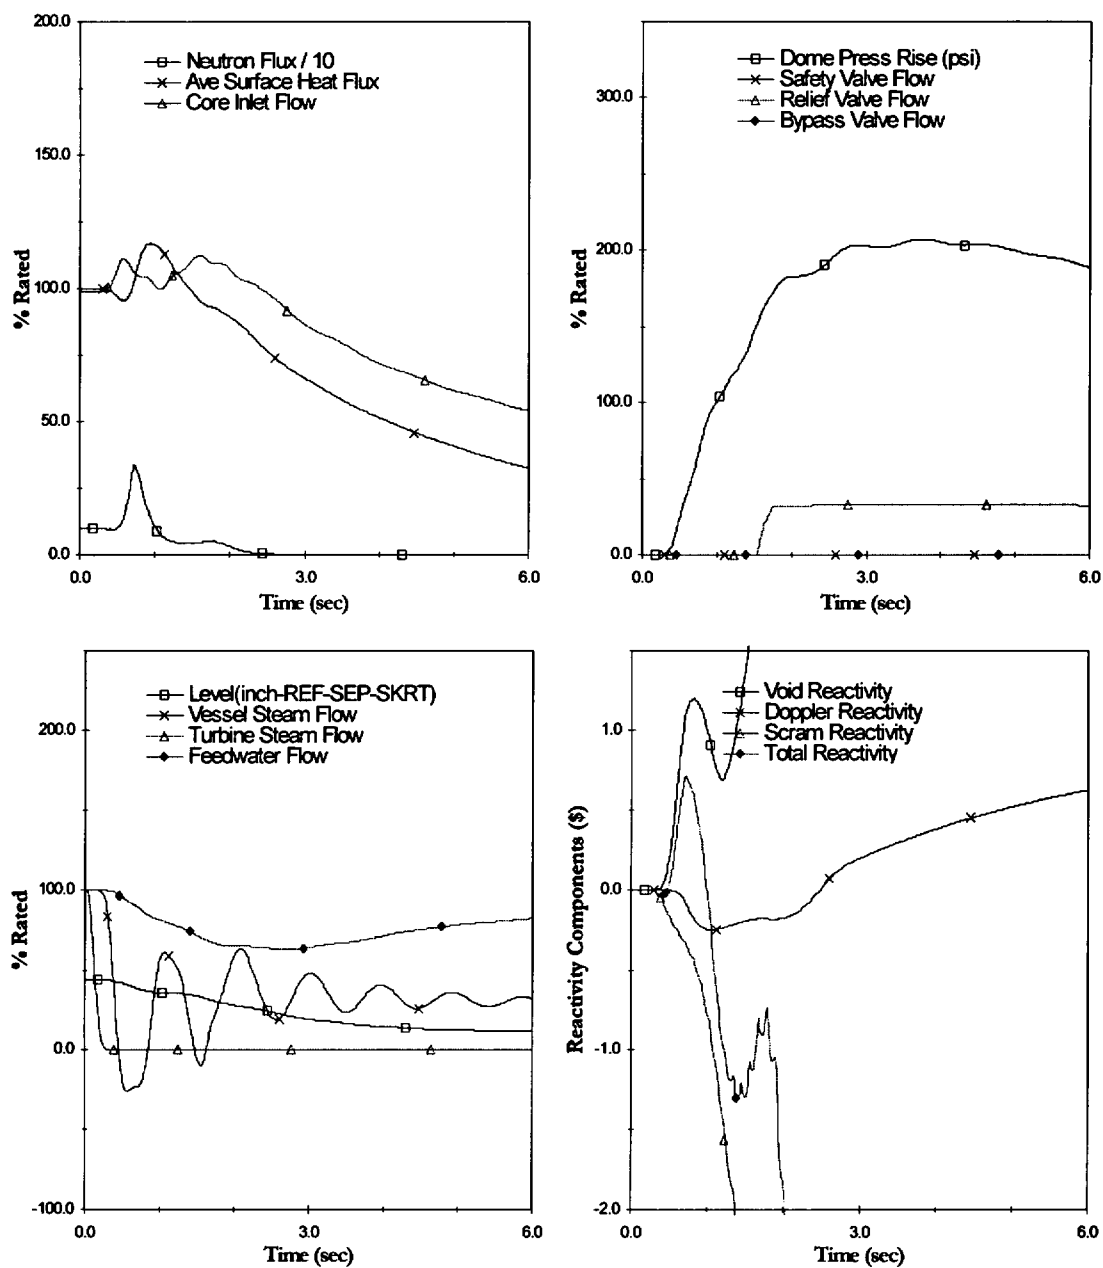 200.0
Neutron Flux / 10
Ave Surface Heat Flux
Core Inlet Flow
150.0
% Rated
100.0
50.0
0.0
0.0 3.0 6.0
Time (sec)
Dome Press Rise (psi)
Safety Valve Flow
Relief Valve Flow
Bypass Valve Flow
300.0
% Rated
200.0
100.0
0.0
0.0 3.0 6.0
Time (sec)
Level(inch-REF-SEP-SKRT)
Vessel Steam Flow
Turbine Steam Flow
Feedwater Flow
200.0
% Rated
100.0
0.0
-100.0
0.0 3.0 6.0
Time (sec)
Void Reactivity
Doppler Reactivity
Scram Reactivity
Total Reactivity
1.0
Reactivity Components ($)
0.0
-1.0
-2.0
0.0 3.0 6.0
Time (sec)